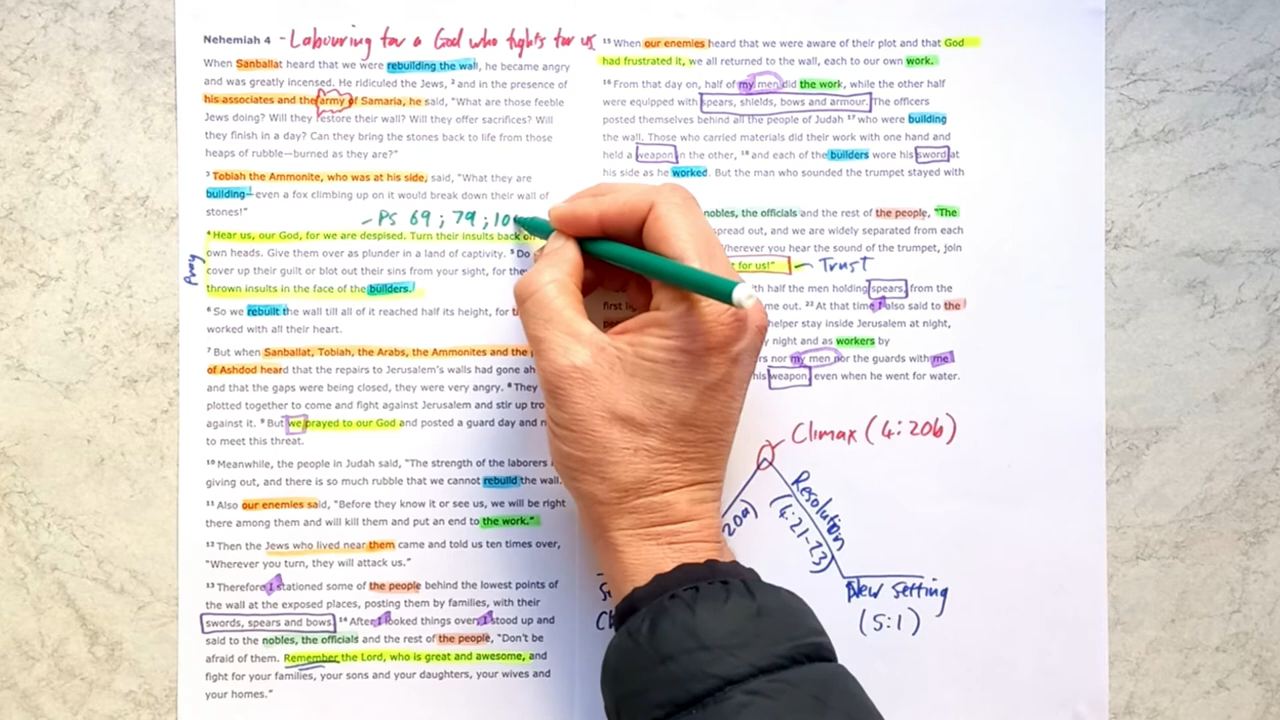 Nehemiah 4 - Labouring for a God who fights for us
When Sanballat heard that we were rebuilding the wall, he became angry
and was greatly incensed. He ridiculed the Jews, 2 and in the presence of
his associates and the army of Samaria, he said, “What are those feeble
Jews doing? Will they restore their wall? Will they offer sacrifices? Will
they finish in a day? Can they bring the stones back to life from those
heaps of rubble—burned as they are?”
3 Tobiah the Ammonite, who was at his side, said, “What they are
building—even a fox climbing up on it would break down their wall of
stones!”
- PS 69; 79; 10
4 Hear us, our God, for we are despised. Turn their insults back on
own heads. Give them over as plunder in a land of captivity. 5 Do
cover up their guilt or blot out their sins from your sight, for
thrown insults in the face of the builders.
Pray
6 So we rebuilt the wall till all of it reached half its height, for
worked with all their heart.
7 But when Sanballat, Tobiah, the Arabs, the Ammonites and the
of Ashdod heard that the repairs to Jerusalem’s walls had gone
and that the gaps were being closed, they were very angry. 8 They
plotted together to come and fight against Jerusalem and stir up
against it. 9 But we prayed to our God and posted a guard day and
to meet this threat.
10 Meanwhile, the people in Judah said, “The strength of the laborers
giving out, and there is so much rubble that we cannot rebuild the wall.
11 Also our enemies said, “Before they know it or see us, we will be right
there among them and will kill them and put an end to the work.”
12 Then the Jews who lived near them came and told us ten times over,
“Wherever you turn, they will attack us.”
13 Therefore I stationed some of the people behind the lowest points of
the wall at the exposed places, posting them by families, with their
swords, spears and bows. 14 After I looked things over, I stood up and
said to the nobles, the officials and the rest of the people, “Don’t be
afraid of them. Remember the Lord, who is great and awesome, and
fight for your families, your sons and your daughters, your wives and
your homes.”
15 When our enemies heard that we were aware of their plot and that God
had frustrated it, we all returned to the wall, each to our own work.
16 From that day on, half of my men did the work, while the other half
were equipped with spears, shields, bows and armour. The officers
posted themselves behind all the people of Judah 17 who were building
the wall. Those who carried materials did their work with one hand and
held a weapon in the other, 18 and each of the builders wore his sword at
his side as he worked. But the man who sounded the trumpet stayed with
nobles, the officials and the rest of the people, “The
spread out, and we are widely separated from each
Wherever you hear the sound of the trumpet, join
t for us!” - Trust
half the men holding spears, from the
first
me out. 22 At that time I also said to the
helper stay inside Jerusalem at night,
night and as workers by
nor my men nor the guards with me
his weapon, even when he went for water.
Climax (4:20b)
20a)
Resolution
(4:21-23)
New Setting
(5:1)